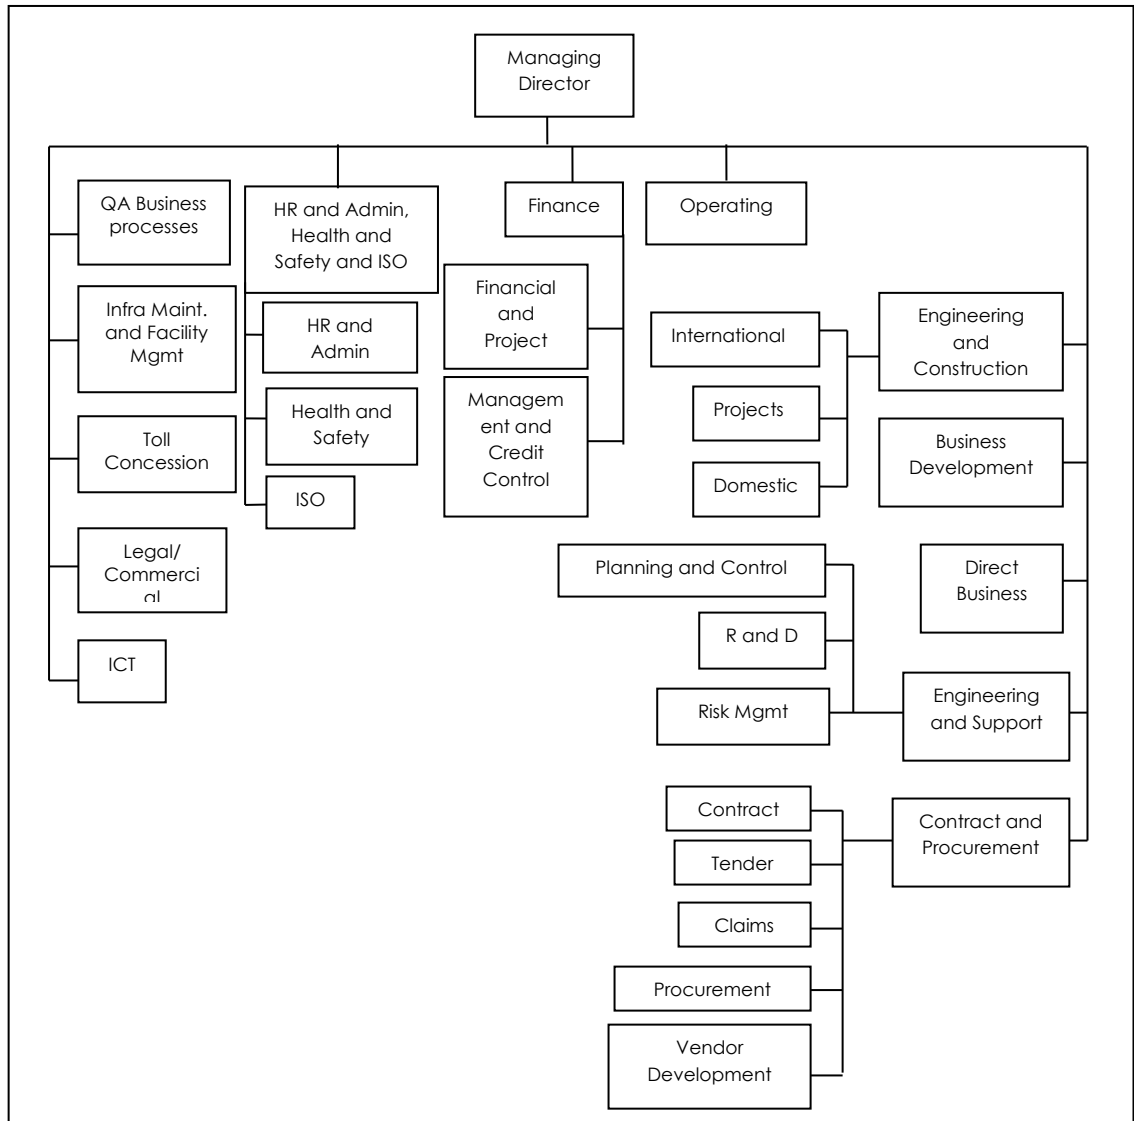 Managing
Director
QA Business
processes
HR and Admin,
Health and
Safety and ISO
Finance
Operating
Infra Maint.
and Facility
Mgmt
HR and
Admin
Financial
and
Project
International
Engineering
and
Construction
Toll
Concession
Health and
Safety
Managem
ent and
Credit
Control
Projects
Business
Development
ISO
Domestic
Legal/
Commerci
al
Planning and Control
Direct
Business
ICT
R and D
Risk Mgmt
Engineering
and Support
Contract
Contract and
Procurement
Tender
Claims
Procurement
Vendor
Development